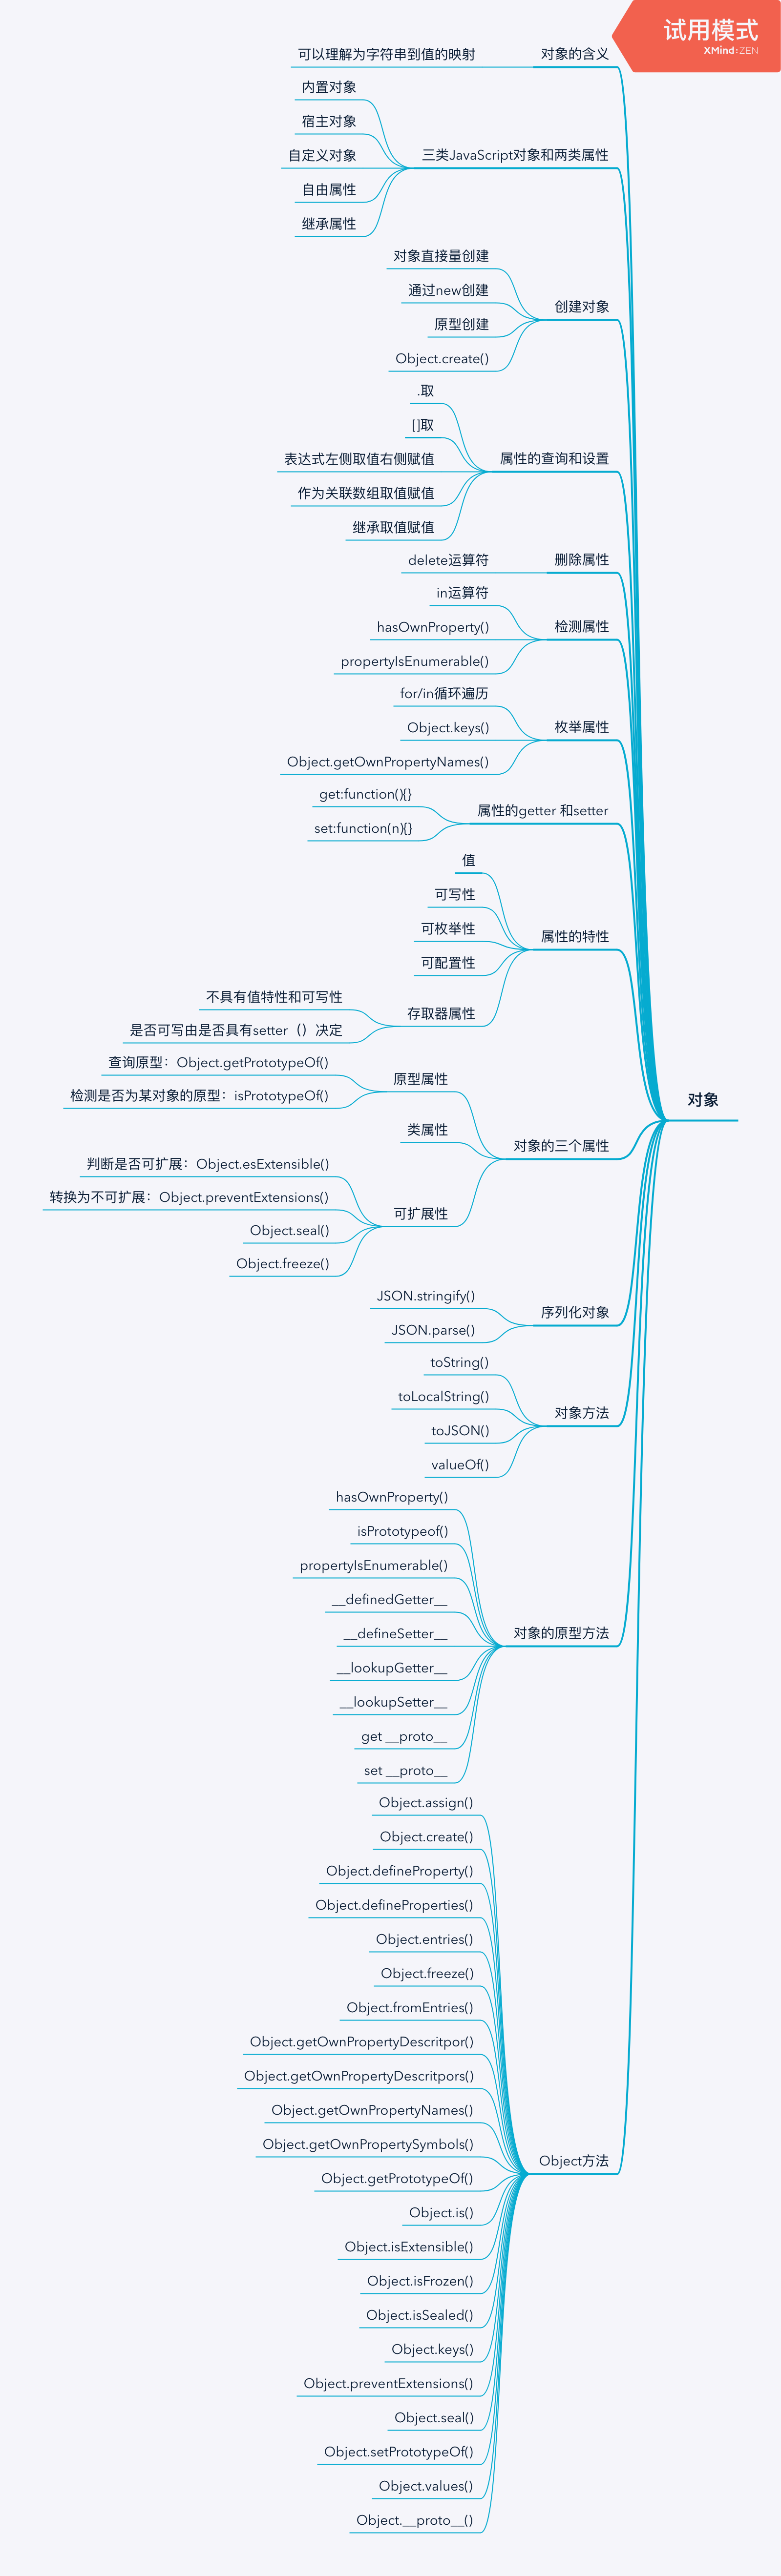 试用模式
XMind:ZEN
对象的含义
可以理解为字符串到值的映射
三类JavaScript对象和两类属性
内置对象
宿主对象
自定义对象
自由属性
继承属性
创建对象
对象直接量创建
通过new创建
原型创建
Object.create()
属性的查询和设置
.取
[]取
表达式左侧取值右侧赋值
作为关联数组取值赋值
继承取值赋值
删除属性
delete运算符
检测属性
in运算符
hasOwnProperty()
propertyIsEnumerable()
枚举属性
for/in循环遍历
Object.keys()
Object.getOwnPropertyNames()
属性的getter 和setter
get:function(){}
set:function(n){}
属性的特性
值
可写性
可枚举性
可配置性
存取器属性
不具有值特性和可写性
是否可写由是否具有setter（）决定
对象
对象的三个属性
原型属性
查询原型：Object.getPrototypeOf()
检测是否为某对象的原型：isPrototypeOf()
类属性
可扩展性
判断是否可扩展：Object.esExtensible()
转换为不可扩展：Object.preventExtensions()
Object.seal()
Object.freeze()
序列化对象
JSON.stringify()
JSON.parse()
对象方法
toString()
toLocalString()
toJSON()
valueOf()
对象的原型方法
hasOwnProperty()
isPrototypeof()
propertyIsEnumerable()
__definedGetter__
__defineSetter__
__lookupGetter__
__lookupSetter__
get __proto__
set __proto__
Object方法
Object.assign()
Object.create()
Object.defineProperty()
Object.defineProperties()
Object.entries()
Object.freeze()
Object.fromEntries()
Object.getOwnPropertyDescritpor()
Object.getOwnPropertyDescritpors()
Object.getOwnPropertyNames()
Object.getOwnPropertySymbols()
Object.getPrototypeOf()
Object.is()
Object.isExtensible()
Object.isFrozen()
Object.isSealed()
Object.keys()
Object.preventExtensions()
Object.seal()
Object.setPrototypeOf()
Object.values()
Object.__proto__()